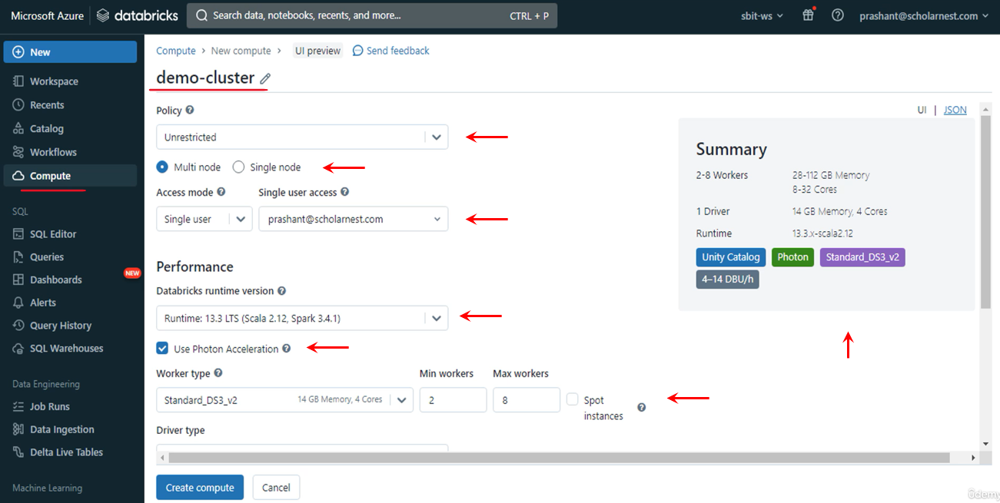 Microsoft Azure databricks Search data, notebooks, recents, and more... CTRL + P sbit-ws prashant@scholarnest.com
New
Workspace
Recents
Catalog
Workflows
Compute
SQL
SQL Editor
Queries
Dashboards NEW
Alerts
Query History
SQL Warehouses
Data Engineering
Job Runs
Data Ingestion
Delta Live Tables
Machine Learning
Compute › New compute › UI preview Send feedback
demo-cluster
Policy
Unrestricted
Multi node Single node
Access mode Single user access
Single user prashant@scholarnest.com
Performance
Databricks runtime version
Runtime: 13.3 LTS (Scala 2.12, Spark 3.4.1)
Use Photon Acceleration
Worker type Min workers Max workers
Standard_DS3_v2 14 GB Memory, 4 Cores 2 8 Spot
instances
Driver type
Create compute Cancel
UI | JSON
Summary
2-8 Workers 28-112 GB Memory
8-32 Cores
1 Driver 14 GB Memory, 4 Cores
Runtime 13.3.x-scala2.12
Unity Catalog Photon Standard_DS3_v2
4–14 DBU/h
ûdemy